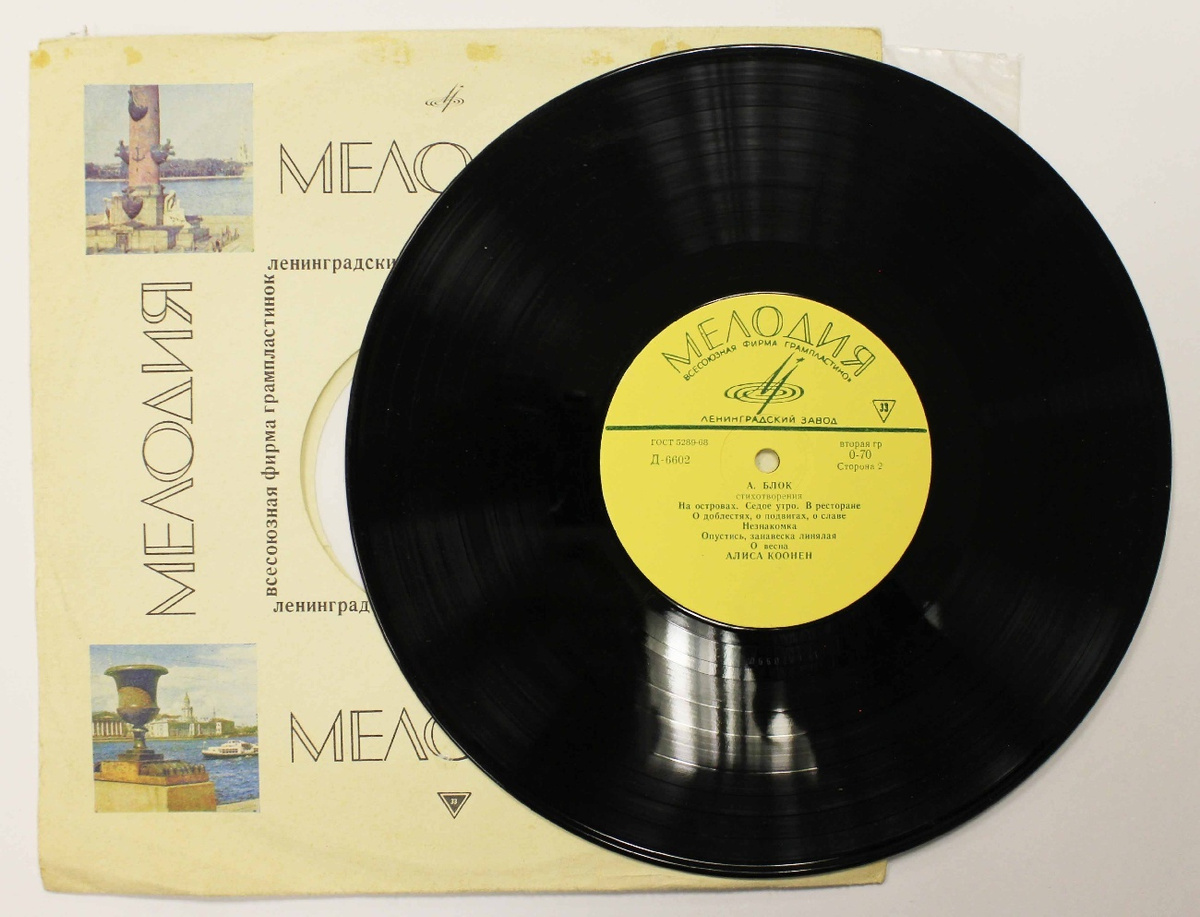 МЕЛО
ленинградски
МЕЛОДИЯ
всесоюзная фирма грампластинок
ленинград
МЕЛО
МЕЛОДИЯ
ВСЕСОЮЗНАЯ ФИРМА ГРАМПЛАСТИНОК
ЛЕНИНГРАДСКИЙ ЗАВОД
ГОСТ 5289-68
Д-6602
вторая гр
0-70
Сторона 2
А. БЛОК
стихотворения
На островах. Седое утро. В ресторане
О доблестях, о подвигах, о славе
Незнакомка
Опустись, занавеска линялая
О весна
АЛИСА КООНЕН